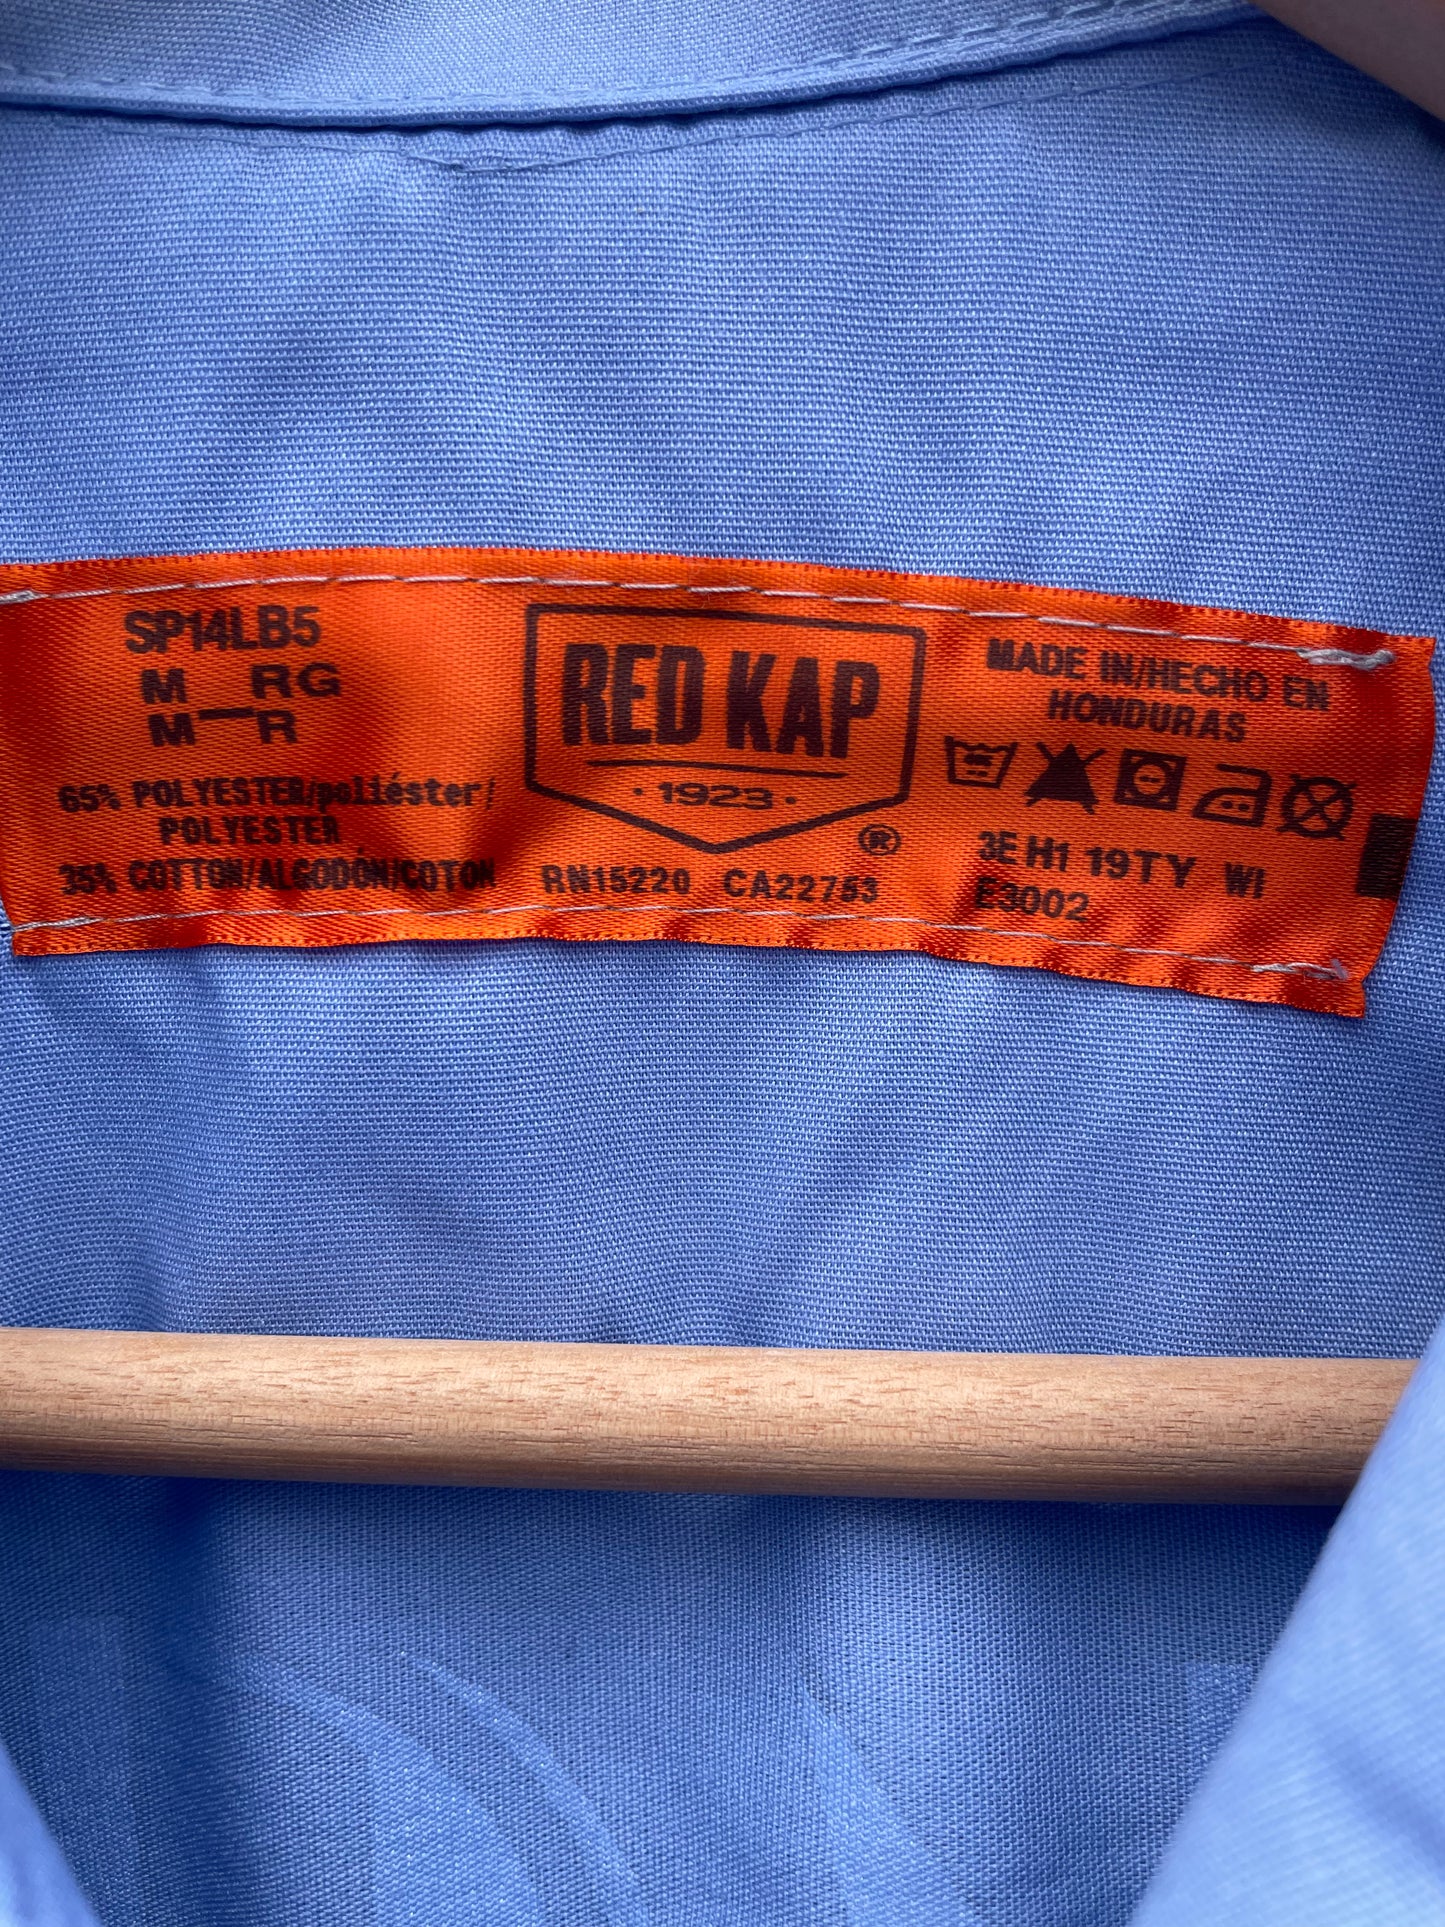 SP14LB5
M RG
M — R
65% POLYESTER/poliéster/
POLYESTER
35% COTTON/ALGODÓN/COTON
RED KAP
· 1923 ·
®
RN15220 CA22753
MADE IN/HECHO EN
HONDURAS
3E H1 19TY WI
E3002